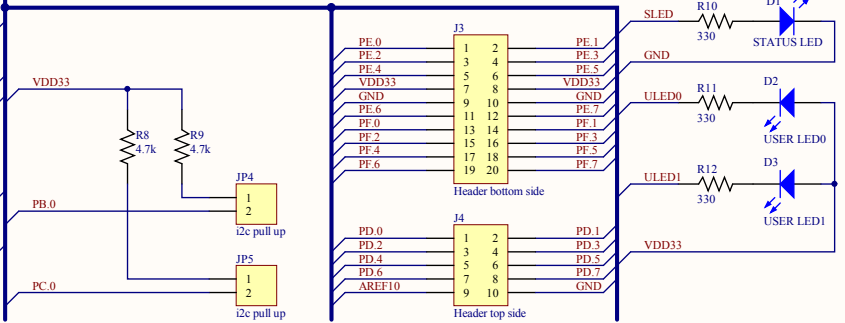 VDD33
R8
4.7k
R9
4.7k
JP4
1
2
i2c pull up
PB.0
JP5
1
2
i2c pull up
PC.0
J3
PE.0 1 2 PE.1
PE.2 3 4 PE.3
PE.4 5 6 PE.5
VDD33 7 8 VDD33
GND 9 10 GND
PE.6 11 12 PE.7
PF.0 13 14 PF.1
PF.2 15 16 PF.3
PF.4 17 18 PF.5
PF.6 19 20 PF.7
Header bottom side
J4
PD.0 1 2 PD.1
PD.2 3 4 PD.3
PD.4 5 6 PD.5
PD.6 7 8 PD.7
AREF10 9 10 GND
Header top side
SLED
R10
330
D1
STATUS LED
GND
ULED0
R11
330
D2
USER LED0
ULED1
R12
330
D3
USER LED1
VDD33